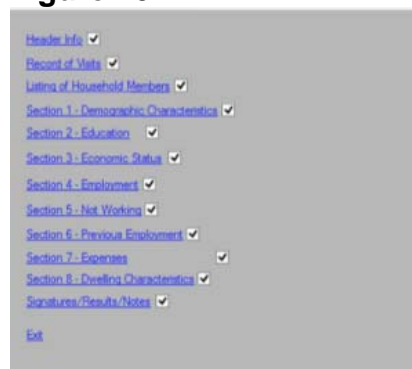 Header Info
Record of Visits
Listing of Household Members
Section 1 - Demographic Characteristics
Section 2 - Education
Section 3 - Economic Status
Section 4 - Employment
Section 5 - Not Working
Section 6 - Previous Employment
Section 7 - Expenses
Section 8 - Dwelling Characteristics
Signatures/Results/Notes
Exit